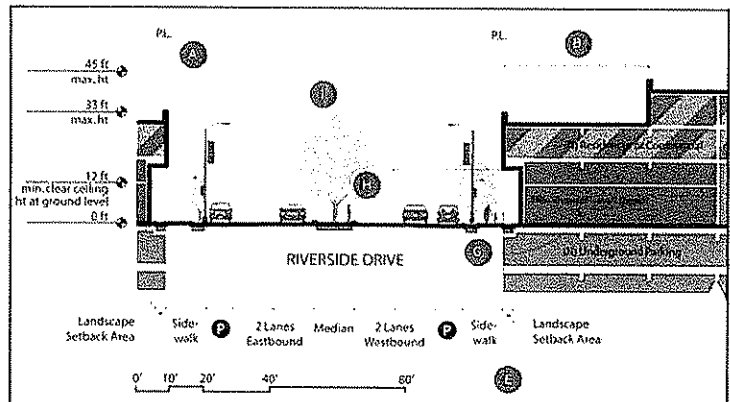 P.L.
P.L.
A
B
45 ft
max. ht
33 ft
max. ht
I
12 ft
min. clear ceiling
ht at ground level
H
0 ft
RIVERSIDE DRIVE
G
Underground Parking
Landscape
Setback Area
Side-
walk
P
2 Lanes
Eastbound
Median
2 Lanes
Westbound
P
Side-
walk
Landscape
Setback Area
0'
10'
20'
40'
80'
E